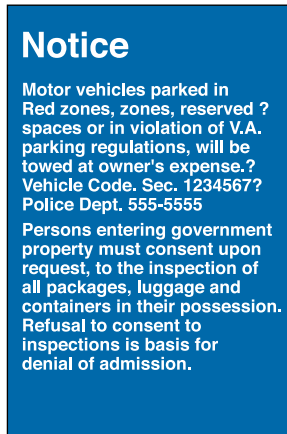 Notice
Motor vehicles parked in
Red zones, zones, reserved ?
spaces or in violation of V.A.
parking regulations, will be
towed at owner's expense.?
Vehicle Code. Sec. 1234567?
Police Dept. 555-5555
Persons entering government
property must consent upon
request, to the inspection of
all packages, luggage and
containers in their possession.
Refusal to consent to
inspections is basis for
denial of admission.